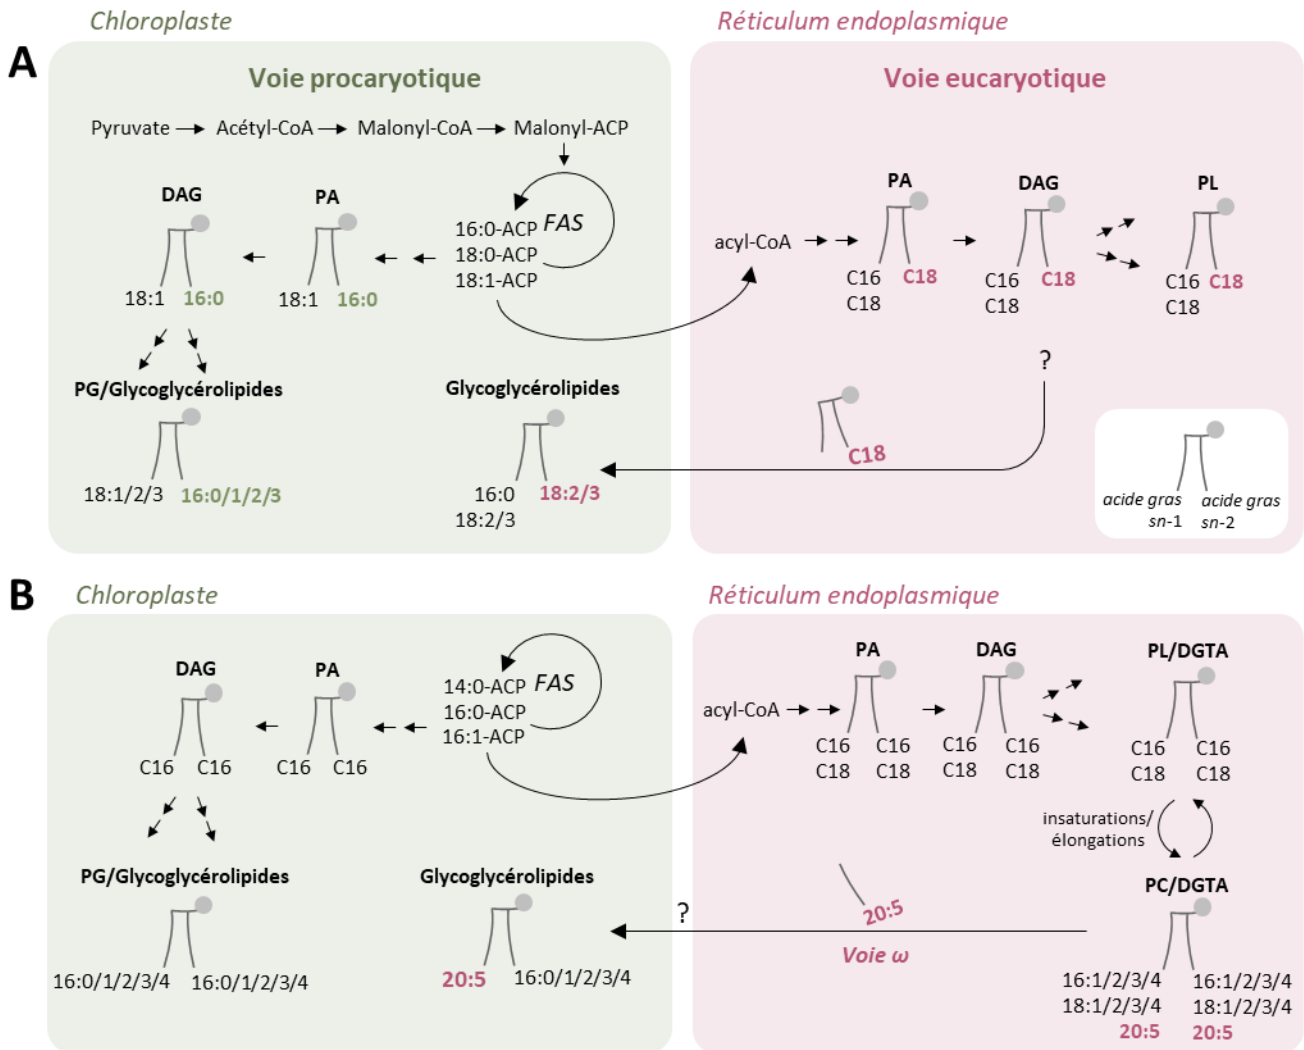 Chloroplaste
Réticulum endoplasmique
A
Voie procaryotique
Voie eucaryotique
Pyruvate
Acétyl-CoA
Malonyl-CoA
Malonyl-ACP
DAG
PA
16:0-ACP
18:0-ACP
18:1-ACP
FAS
18:1 16:0
18:1 16:0
PG/Glycoglycérolipides
18:1/2/3 16:0/1/2/3
Glycoglycérolipides
16:0
18:2/3
18:2/3
acyl-CoA
PA
DAG
PL
C16 C18
C18
C16 C18
C18
C16 C18
C18
?
C18
acide gras
sn-1
acide gras
sn-2
B
Chloroplaste
Réticulum endoplasmique
DAG
PA
14:0-ACP
16:0-ACP
16:1-ACP
FAS
C16 C16
C16 C16
PG/Glycoglycérolipides
16:0/1/2/3/4 16:0/1/2/3/4
Glycoglycérolipides
20:5 16:0/1/2/3/4
acyl-CoA
PA
DAG
PL/DGTA
C16 C16
C18 C18
C16 C16
C18 C18
C16 C16
C18 C18
insaturations/
élongations
PC/DGTA
?
20:5
Voie ω
16:1/2/3/4 16:1/2/3/4
18:1/2/3/4 18:1/2/3/4
20:5 20:5